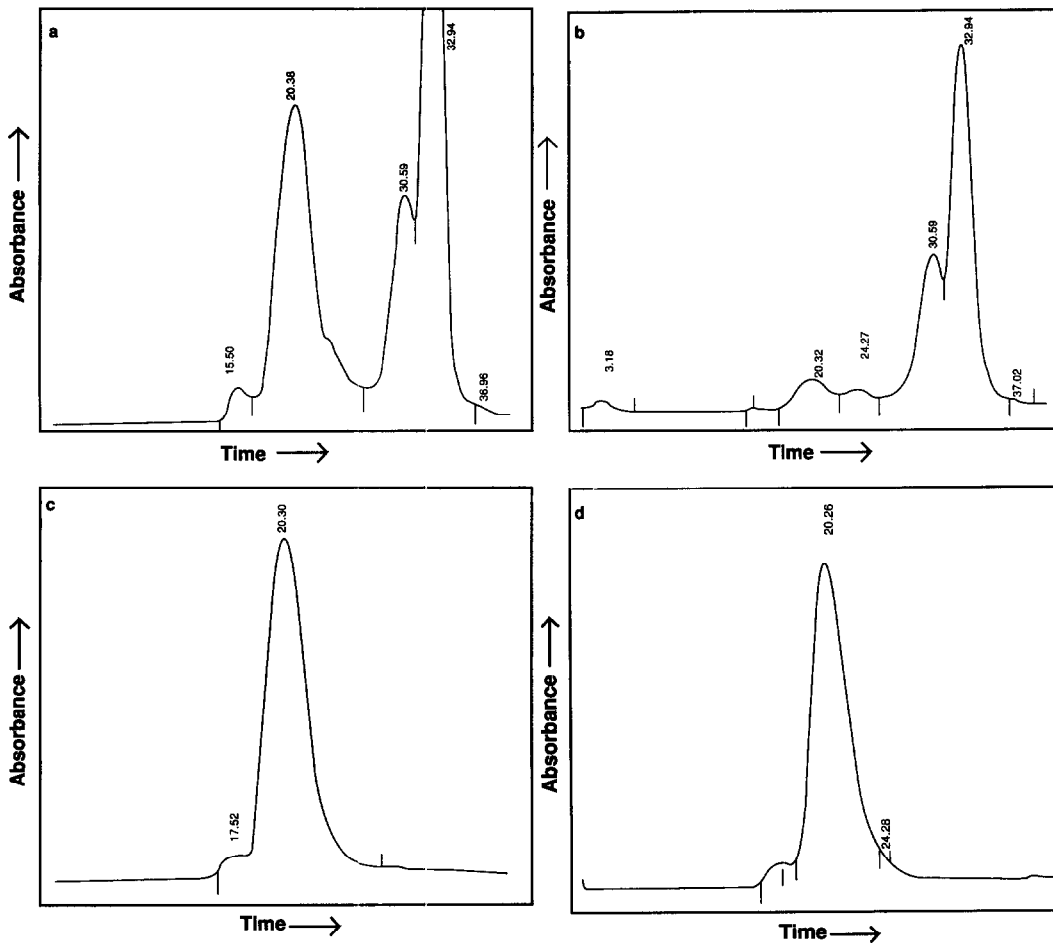 a
32.94
20.38
30.59
15.50
36.96
Absorbance
Time
b
32.94
30.59
24.27
20.32
3.18
37.02
Absorbance
Time
c
20.30
17.52
Absorbance
Time
d
20.26
24.28
Absorbance
Time